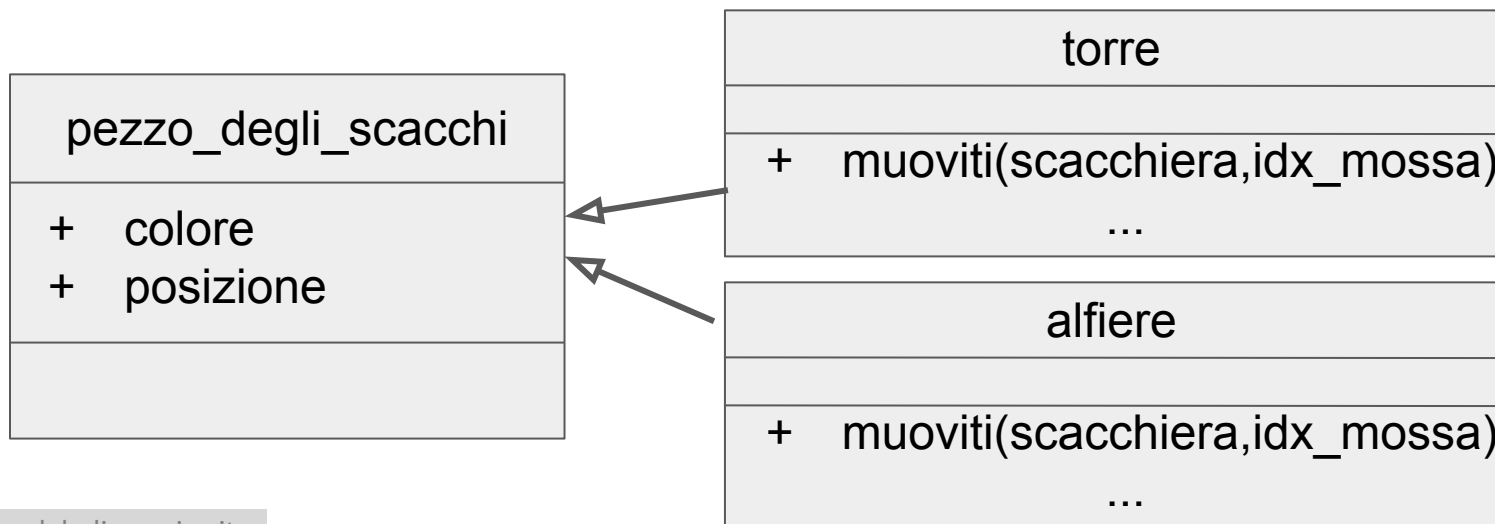 pezzo_degli_scacchi
+ colore
+ posizione
torre
+ muoviti(scacchiera,idx_mossa)
...
alfiere
+ muoviti(scacchiera,idx_mossa)
...